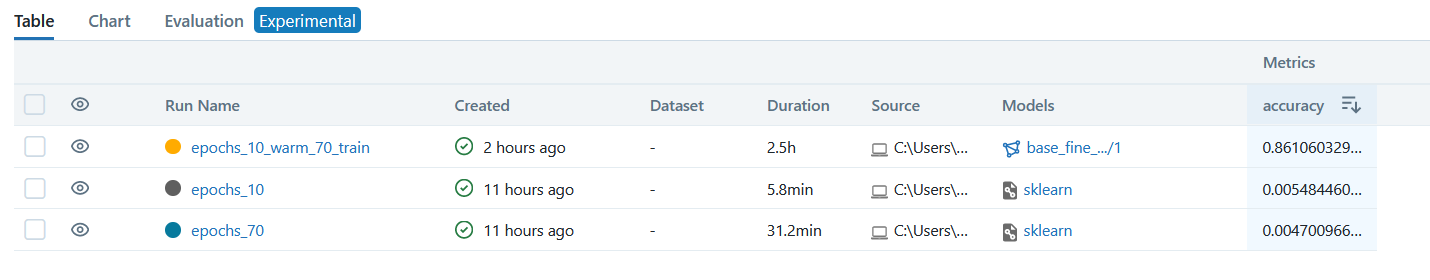 Table Chart Evaluation Experimental
Metrics
Run Name Created Dataset Duration Source Models accuracy
epochs_10_warm_70_train 2 hours ago - 2.5h C:\Users\... base_fine_.../1 0.861060329...
epochs_10 11 hours ago - 5.8min C:\Users\... sklearn 0.005484460...
epochs_70 11 hours ago - 31.2min C:\Users\... sklearn 0.004700966...